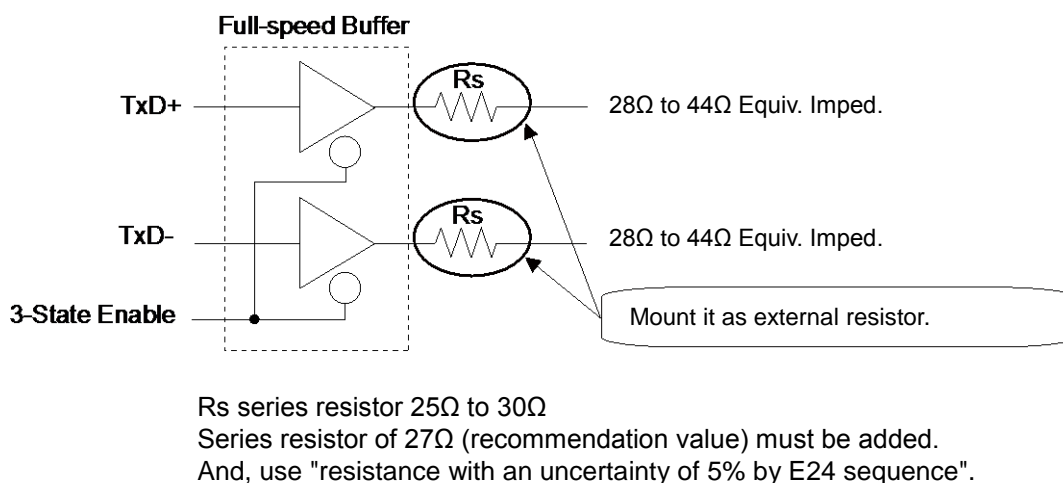 Full-speed Buffer
Rs
TxD+
28Ω to 44Ω Equiv. Imped.
Rs
TxD-
28Ω to 44Ω Equiv. Imped.
3-State Enable
Mount it as external resistor.
Rs series resistor 25Ω to 30Ω
Series resistor of 27Ω (recommendation value) must be added.
And, use "resistance with an uncertainty of 5% by E24 sequence".